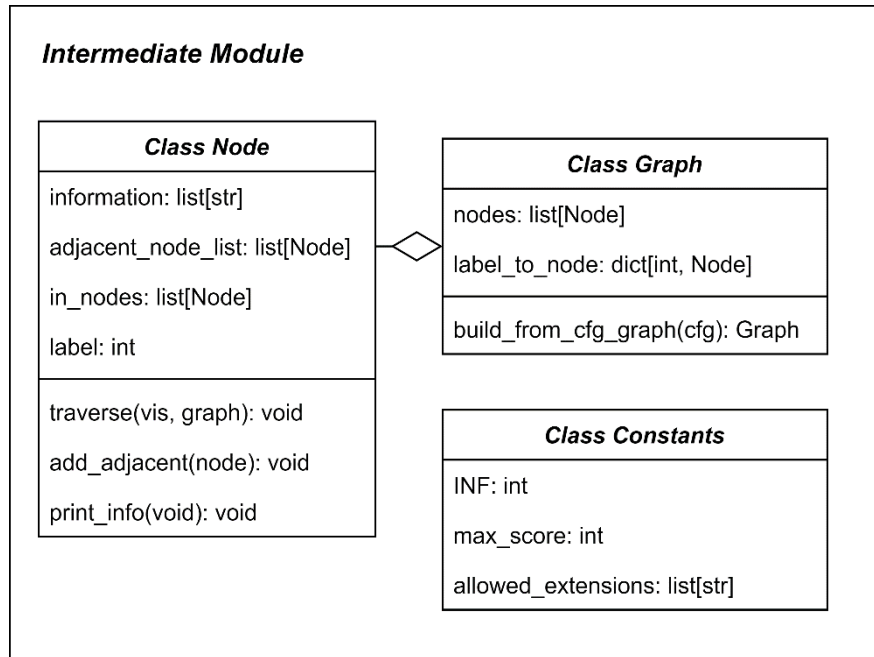 Intermediate Module
Class Node
information: list[str]
adjacent_node_list: list[Node]
in_nodes: list[Node]
label: int
traverse(vis, graph): void
add_adjacent(node): void
print_info(void): void
Class Graph
nodes: list[Node]
label_to_node: dict[int, Node]
build_from_cfg_graph(cfg): Graph
Class Constants
INF: int
max_score: int
allowed_extensions: list[str]